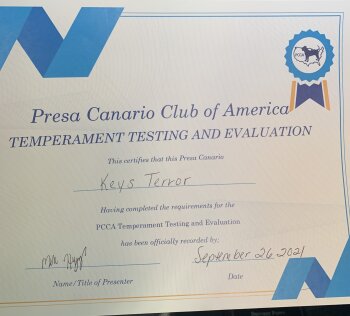 PCCA
Presa Canario Club of America
TEMPERAMENT TESTING AND EVALUATION
This certifies that this Presa Canario
Keys Terror
Having completed the requirements for the
PCCA Temperament Testing and Evaluation
has been officially recorded by;
September 26 2021
Name/Title of Presenter Date